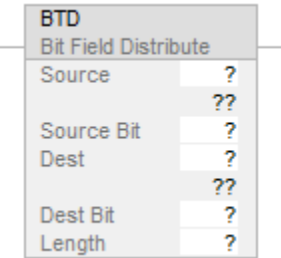 BTD
Bit Field Distribute
Source ?
??
Source Bit ?
Dest ?
??
Dest Bit ?
Length ?